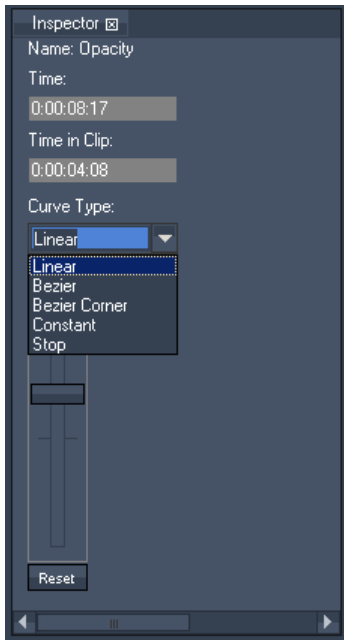 Inspector
Name: Opacity
Time:
0:00:08:17
Time in Clip:
0:00:04:08
Curve Type:
Linear
Linear
Bezier
Bezier Corner
Constant
Stop
Reset